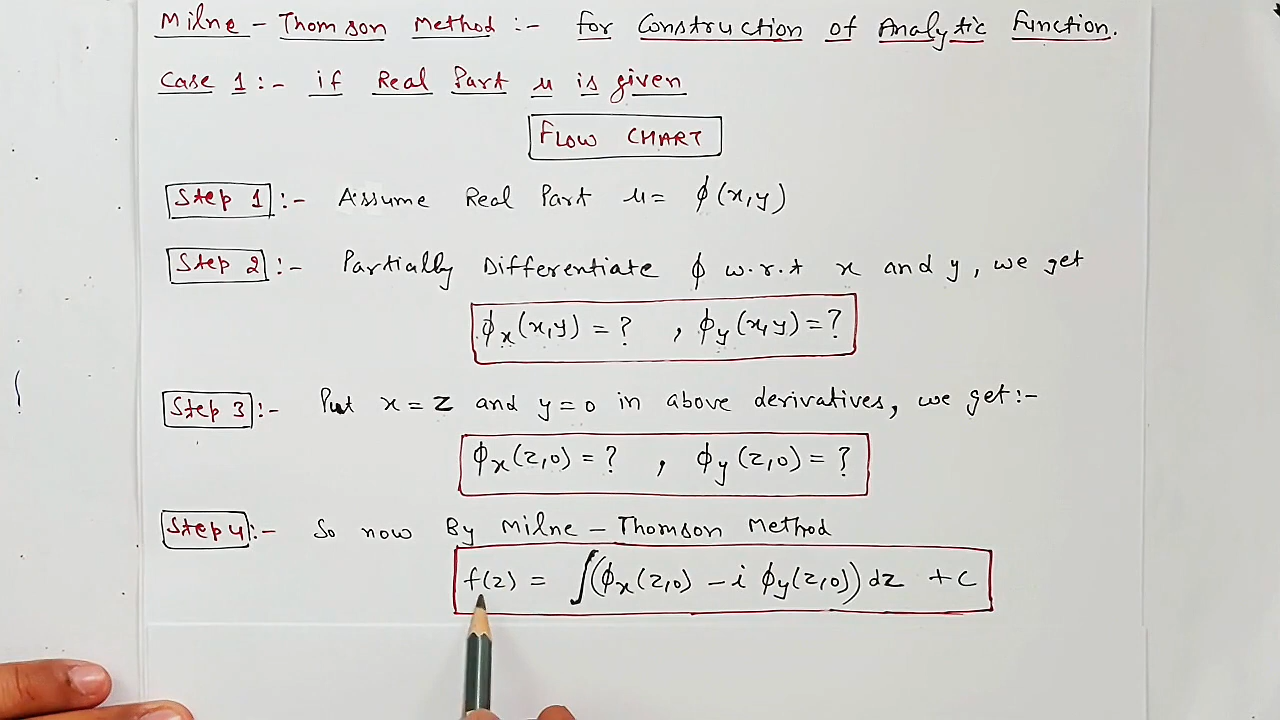 Milne - Thomson Method :- for Construction of Analytic Function.
Case 1 :- if Real Part u is given
FLOW CHART
Step 1 :- Assume Real Part u = ϕ(x,y)
Step 2 :- Partially Differentiate ϕ w.r.t x and y, we get
ϕx(x,y) = ? , ϕy(x,y) = ?
Step 3 :- Put x = z and y = 0 in above derivatives, we get :-
ϕx(z,0) = ? , ϕy(z,0) = ?
Step 4 :- So now By Milne - Thomson Method
f(z) = ∫(ϕx(z,0) - i ϕy(z,0)) dz + c